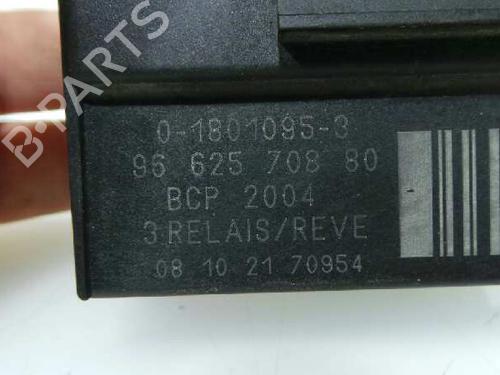 B-PARTS
0-1801095-3
96 625 708 80
BCP 2004
3 RELAIS/REVE
08 10 21 70954